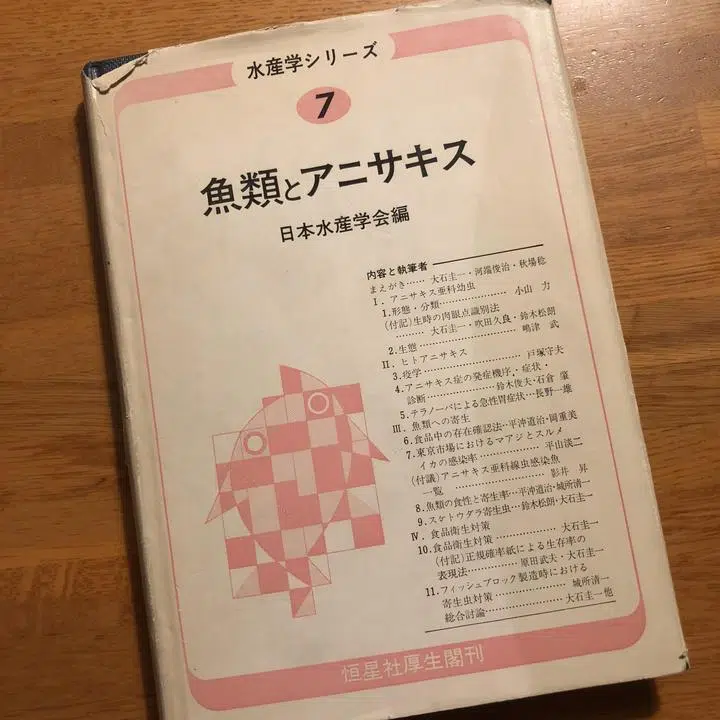 水産学シリーズ
7
魚類とアニサキス
日本水産学会編
内容と執筆者
まえがき…… 大石圭一・河端俊治・秋場稔
Ⅰ. アニサキス亜科幼虫
1.形態・分類…………………小山 力
(付記)生時の肉眼点識別法
………大石圭一・吹田久良・鈴木松朗
2.生態……………………嶋津 武
Ⅱ. ヒトアニサキス
3.疫学……………………戸塚守夫
4.アニサキス症の発症機序・症状・
診断………………鈴木俊夫・石倉 肇
5.テラノーバによる急性胃症状…長野一雄
Ⅲ. 魚類への寄生
6.食品中の存在確認法…平沖道治・岡重美
7.東京市場におけるマアジとスルメ
イカの感染率………………平山淡二
(付議)アニサキス亜科線虫感染魚
一覧 ……………………影井 昇
8.魚類の食性と寄生率…平沖道治・城所清一
9.スケトウダラ寄生虫…鈴木松朗・大石圭一
Ⅳ. 食品衛生対策
10.食品衛生対策……………大石圭一
(付記)正規確率紙による生存率の
表現法…………原田武夫・大石圭一
11.フィッシュブロック製造時における
寄生虫対策………………城所清一
総合討論………………大石圭一他
恒星社厚生閣刊